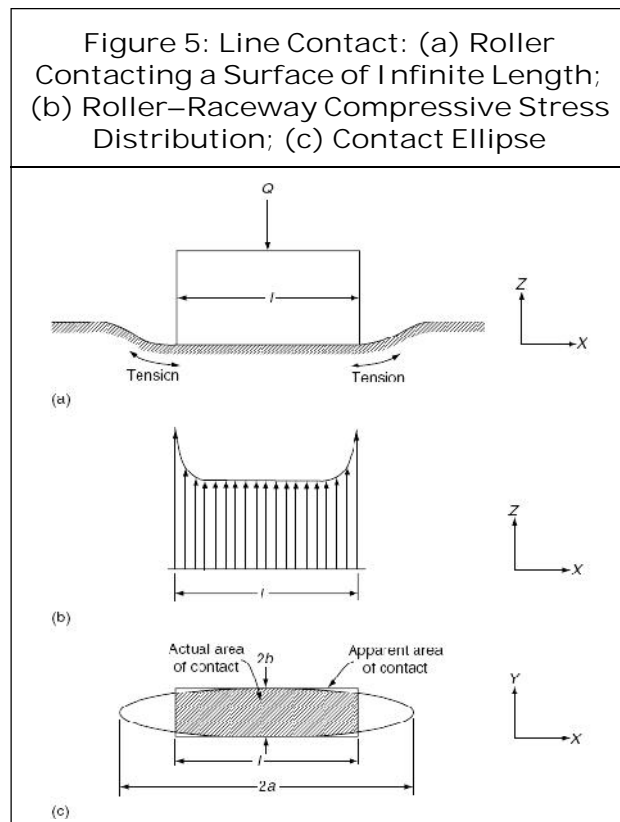 Figure 5: Line Contact: (a) Roller
Contacting a Surface of Infinite Length;
(b) Roller–Raceway Compressive Stress
Distribution; (c) Contact Ellipse
Q
l
Z
X
Tension
Tension
(a)
Z
X
l
(b)
Actual area
of contact
2b
Apparent area
of contact
Y
X
l
2a
(c)